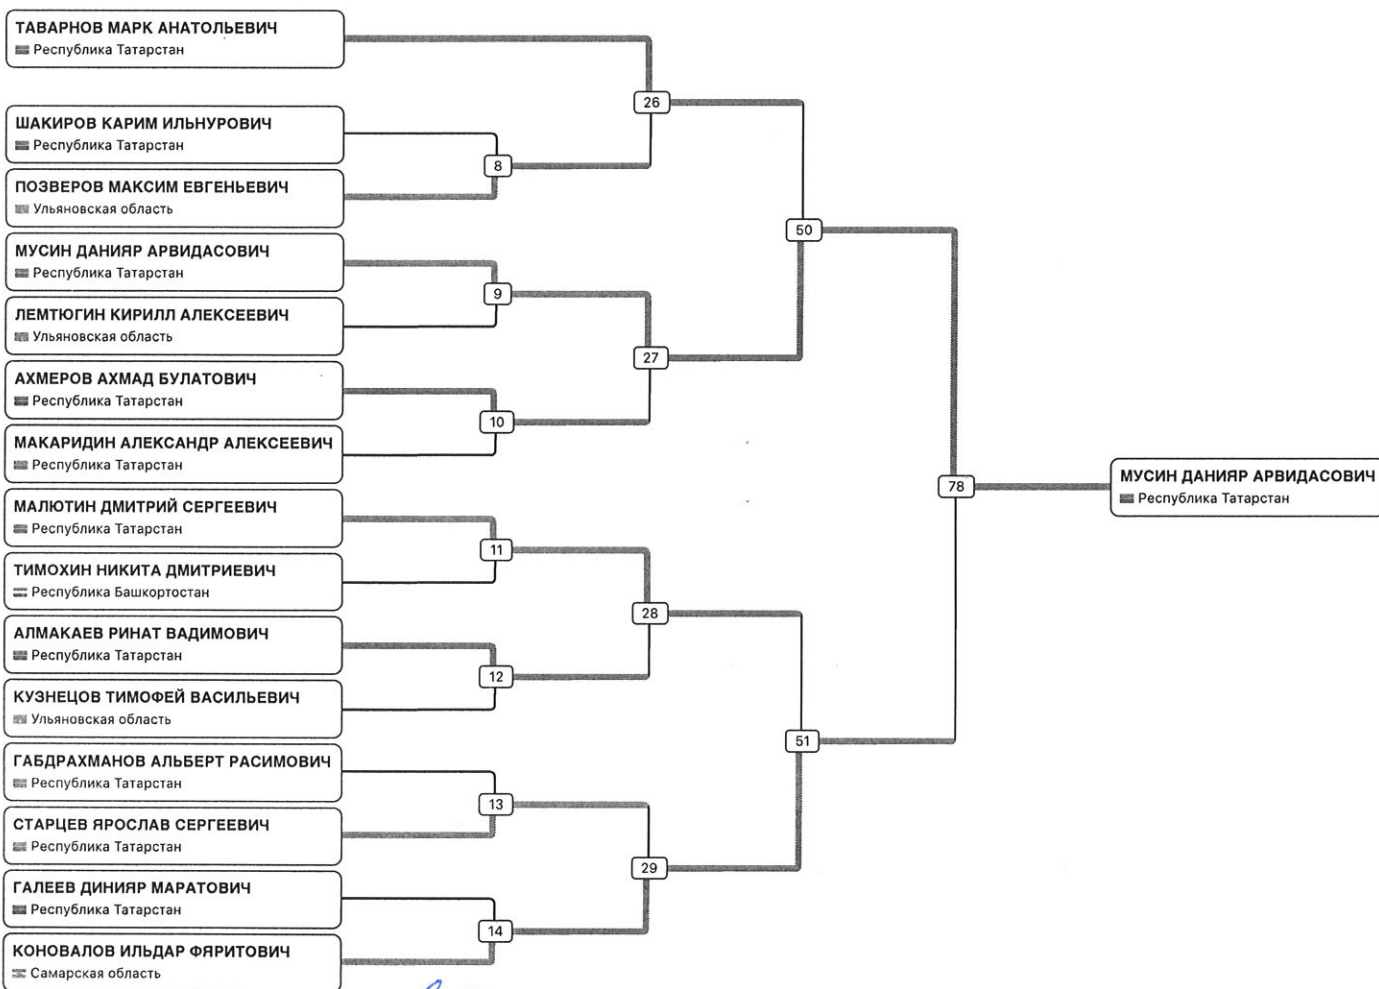 ТАВАРНОВ МАРК АНАТОЛЬЕВИЧ
Республика Татарстан
26
ШАКИРОВ КАРИМ ИЛЬНУРОВИЧ
Республика Татарстан
8
ПОЗВЕРОВ МАКСИМ ЕВГЕНЬЕВИЧ
Ульяновская область
50
МУСИН ДАНИЯР АРВИДАСОВИЧ
Республика Татарстан
9
ЛЕМТЮГИН КИРИЛЛ АЛЕКСЕЕВИЧ
Ульяновская область
27
АХМЕРОВ АХМАД БУЛАТОВИЧ
Республика Татарстан
10
МАКАРИДИН АЛЕКСАНДР АЛЕКСЕЕВИЧ
Республика Татарстан
78
МУСИН ДАНИЯР АРВИДАСОВИЧ
Республика Татарстан
МАЛЮТИН ДМИТРИЙ СЕРГЕЕВИЧ
Республика Татарстан
11
ТИМОХИН НИКИТА ДМИТРИЕВИЧ
Республика Башкортостан
28
АЛМАКАЕВ РИНАТ ВАДИМОВИЧ
Республика Татарстан
12
КУЗНЕЦОВ ТИМОФЕЙ ВАСИЛЬЕВИЧ
Ульяновская область
51
ГАБДРАХМАНОВ АЛЬБЕРТ РАСИМОВИЧ
Республика Татарстан
13
СТАРЦЕВ ЯРОСЛАВ СЕРГЕЕВИЧ
Республика Татарстан
29
ГАЛЕЕВ ДИНИЯР МАРАТОВИЧ
Республика Татарстан
14
КОНОВАЛОВ ИЛЬДАР ФЯРИТОВИЧ
Самарская область